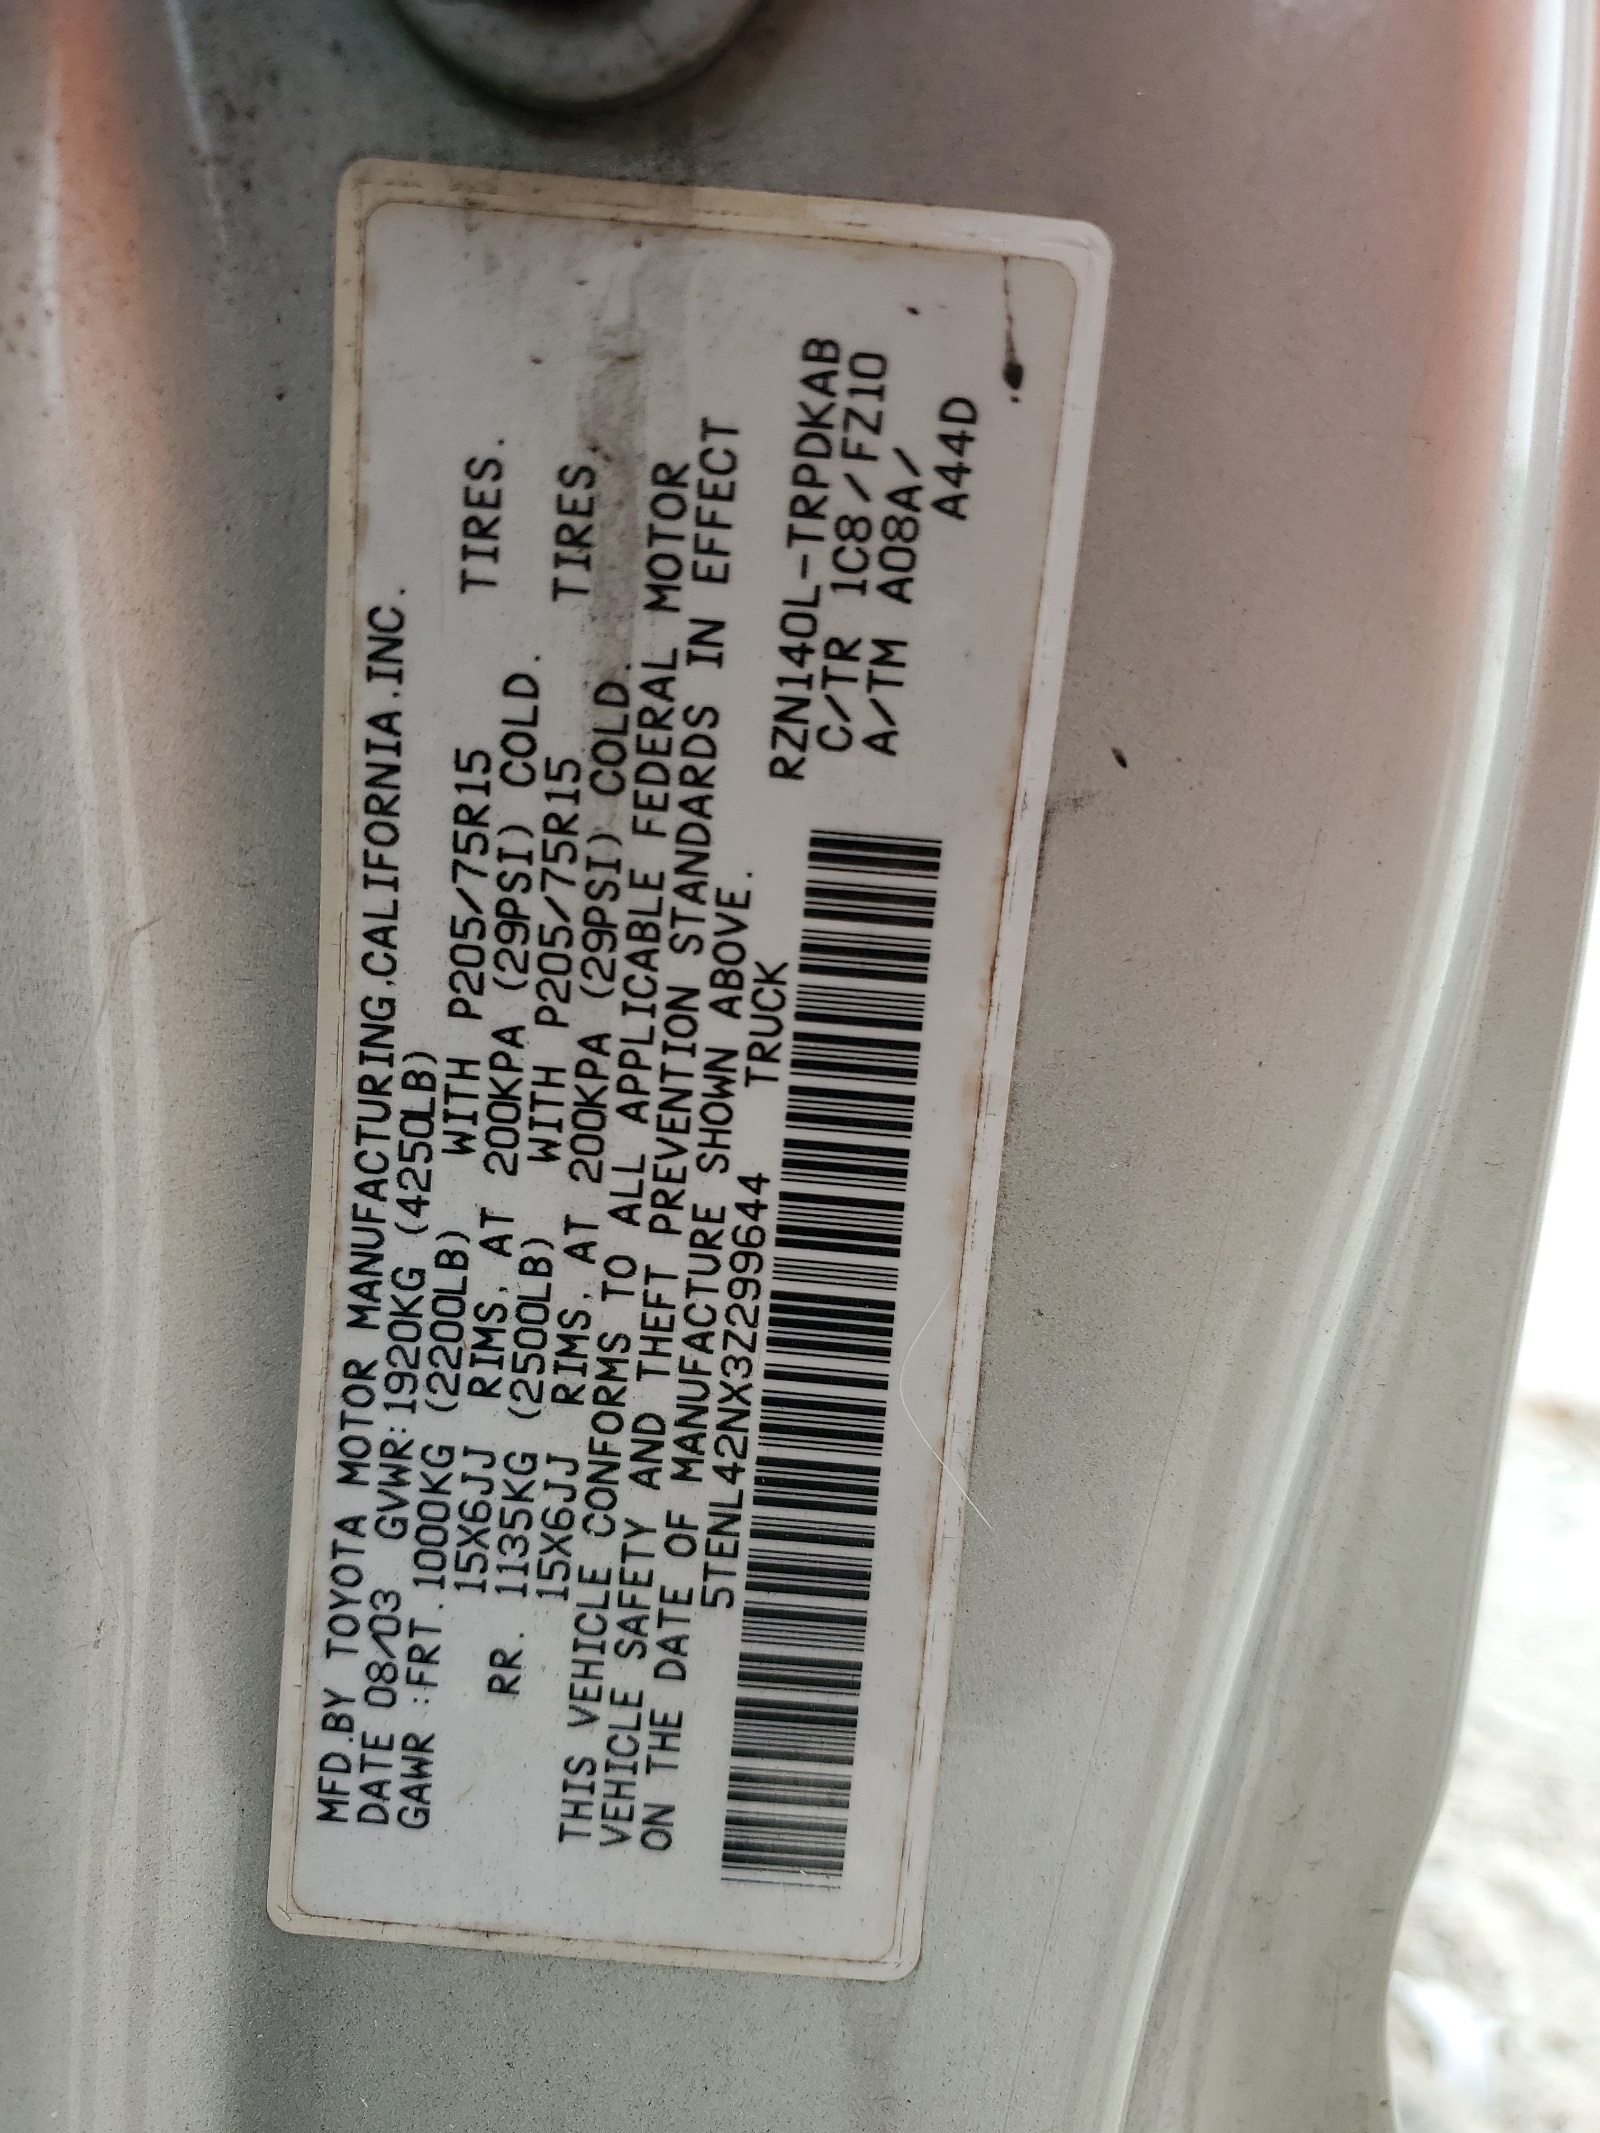 MFD.BY TOYOTA MOTOR MANUFACTURING,CALIFORNIA.INC.
DATE 08/03 GVWR:1920KG (4250LB)
GAWR :FRT.1000KG (2200LB) WITH P205/75R15 TIRES.
15X6JJ RIMS, AT 200KPA (29PSI) COLD.
RR. 1135KG (2500LB) WITH P205/75R15 TIRES.
15X6JJ RIMS, AT 200KPA (29PSI) COLD.
THIS VEHICLE CONFORMS TO ALL APPLICABLE FEDERAL MOTOR
VEHICLE SAFETY AND THEFT PREVENTION STANDARDS IN EFFECT
ON THE DATE OF MANUFACTURE SHOWN ABOVE.
5TENL42NX3Z299644 TRUCK
RZN140L-TRPDKAB
C/TR 1C8/FZ10
A/TM A08A/
A44D